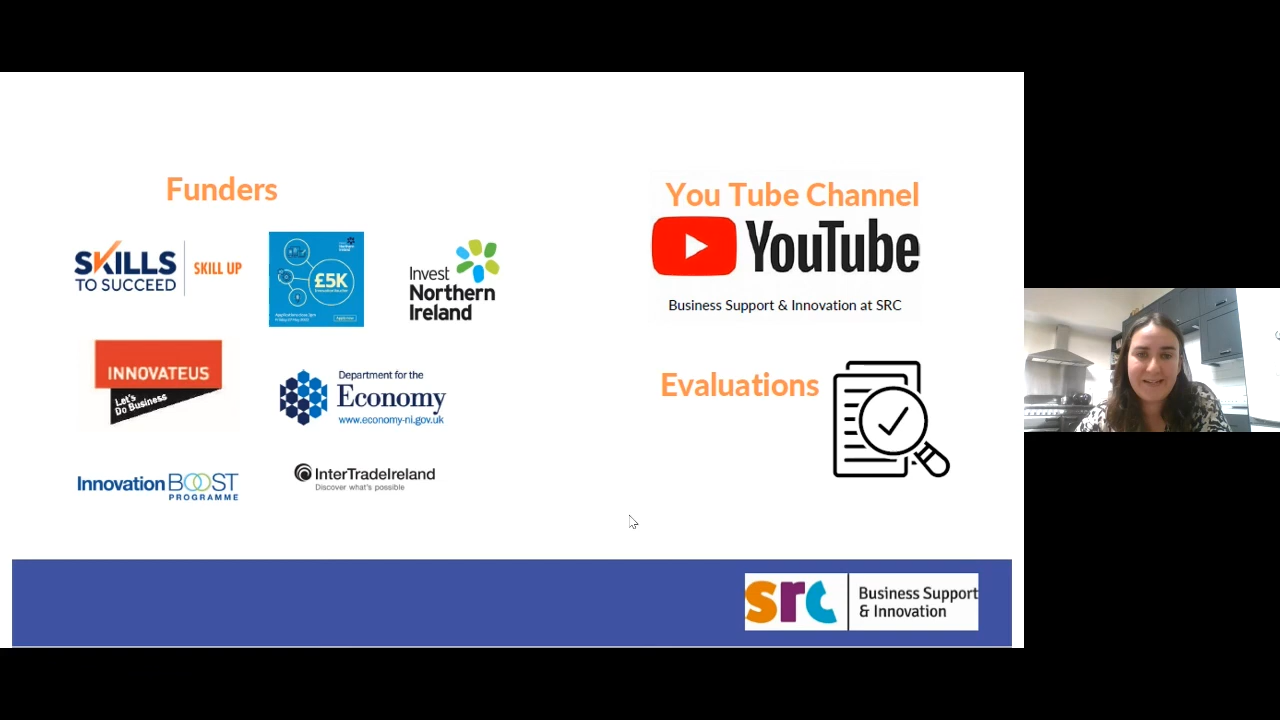 Funders
SKILLS
TO SUCCEED
SKILL UP
£5K
Invest
Northern
Ireland
INNOVATEUS
Let's
Do Business
Department for the
Economy
www.economy-ni.gov.uk
Innovation BOOST
PROGRAMME
InterTradeIreland
Discover what's possible
You Tube Channel
YouTube
Business Support & Innovation at SRC
Evaluations
src
Business Support
& Innovation